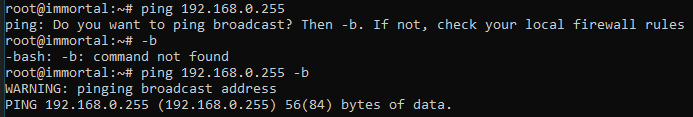 root@immortal:~# ping 192.168.0.255
ping: Do you want to ping broadcast? Then -b. If not, check your local firewall rules
root@immortal:~# -b
-bash: -b: command not found
root@immortal:~# ping 192.168.0.255 -b
WARNING: pinging broadcast address
PING 192.168.0.255 (192.168.0.255) 56(84) bytes of data.